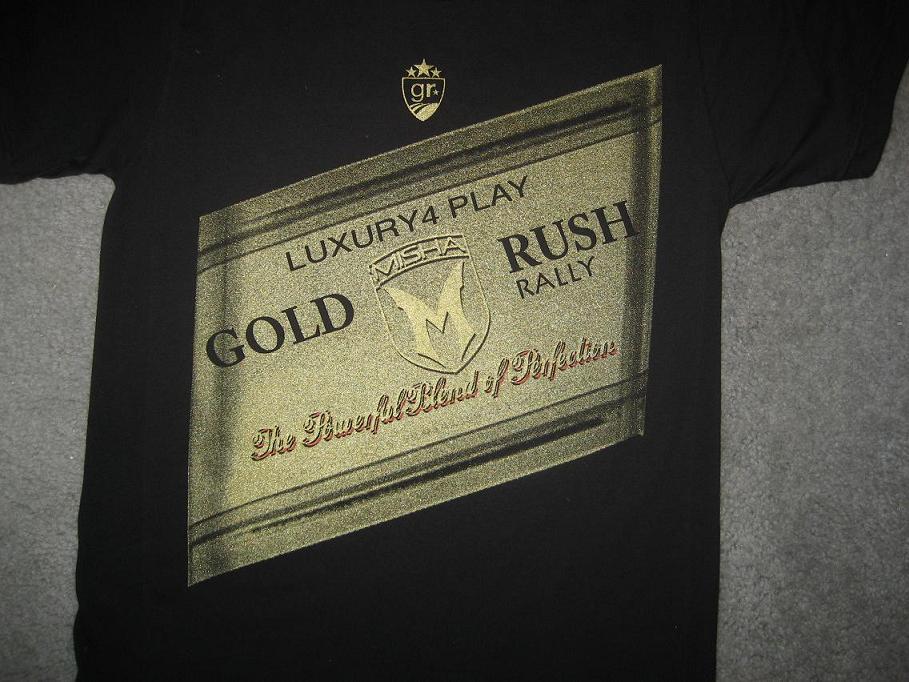 gr
LUXURY4 PLAY
MISHA
M
GOLD RUSH
RALLY
The Powerful Blend of Perfection